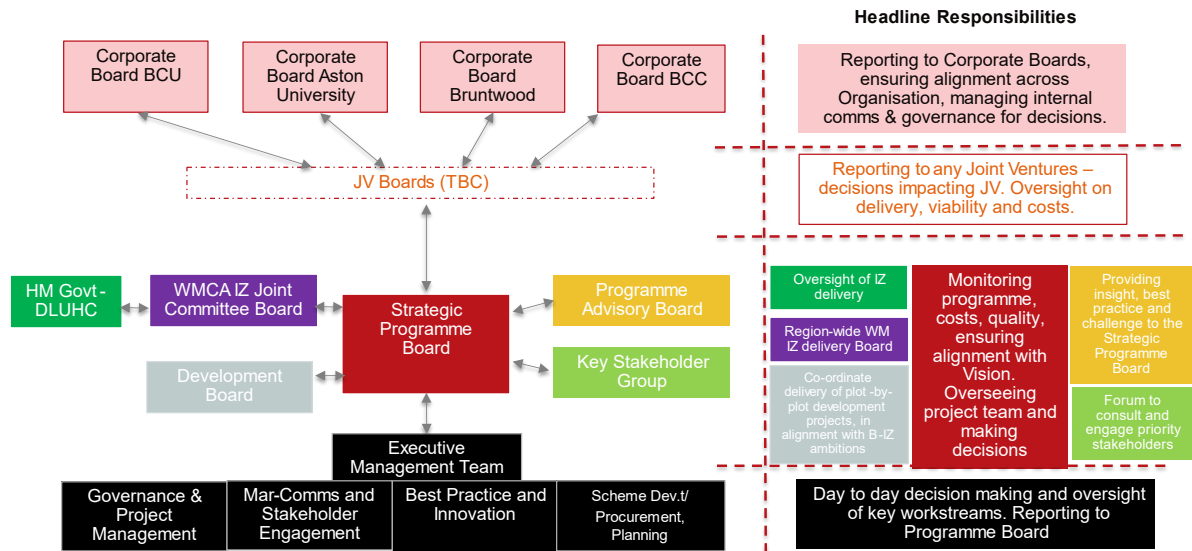 Headline Responsibilities
Corporate
Board BCU
Corporate
Board Aston
University
Corporate
Board
Bruntwood
Corporate
Board BCC
Reporting to Corporate Boards,
ensuring alignment across
Organisation, managing internal
comms & governance for decisions.
JV Boards (TBC)
Reporting to any Joint Ventures –
decisions impacting JV. Oversight on
delivery, viability and costs.
HM Govt -
DLUHC
WMCA IZ Joint
Committee Board
Strategic
Programme
Board
Programme
Advisory Board
Development
Board
Key Stakeholder
Group
Oversight of IZ
delivery
Region-wide WM
IZ delivery Board
Co-ordinate
delivery of plot -by-
plot development
projects, in
alignment with B-IZ
ambitions
Monitoring
programme,
costs, quality,
ensuring
alignment with
Vision.
Overseeing
project team and
making
decisions
Providing
insight, best
practice and
challenge to the
Strategic
Programme
Board
Forum to
consult and
engage priority
stakeholders
Executive
Management Team
Governance &
Project
Management
Mar-Comms and
Stakeholder
Engagement
Best Practice and
Innovation
Scheme Dev.t/
Procurement,
Planning
Day to day decision making and oversight
of key workstreams. Reporting to
Programme Board